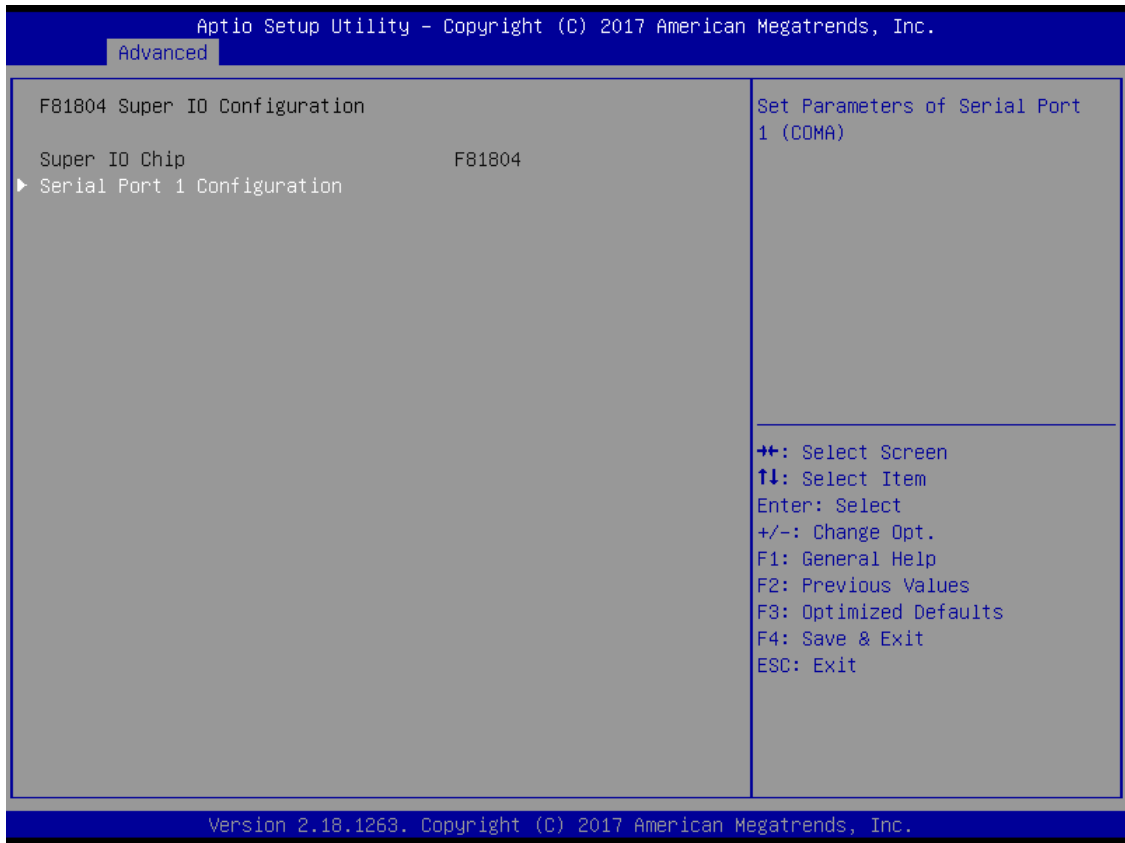 Aptio Setup Utility – Copyright (C) 2017 American Megatrends, Inc.
Advanced
F81804 Super IO Configuration
Super IO Chip F81804
► Serial Port 1 Configuration
Set Parameters of Serial Port
1 (COMA)
→←: Select Screen
↑↓: Select Item
Enter: Select
+/-: Change Opt.
F1: General Help
F2: Previous Values
F3: Optimized Defaults
F4: Save & Exit
ESC: Exit
Version 2.18.1263. Copyright (C) 2017 American Megatrends, Inc.